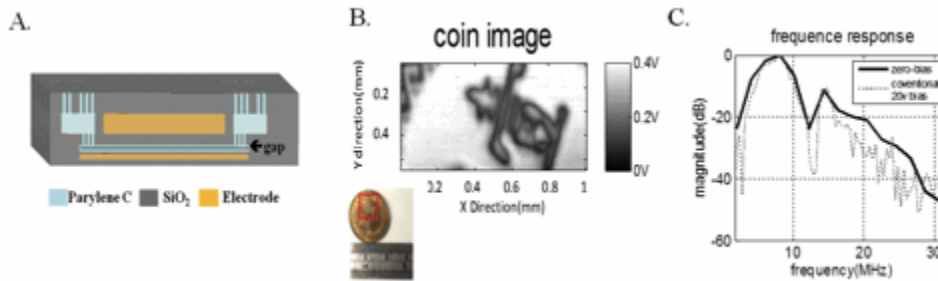 A.
gap
Parylene C
SiO₂
Electrode
B.
coin image
Y direction(mm)
0.2
0.4
0.2
0.4
0.6
0.8
1
X Direction(mm)
0.4V
0.2V
0V
C.
frequence response
zero-bias
coventional
20v bias
magnitude(dB)
0
-20
-40
-60
10
20
30
frequency(MHz)